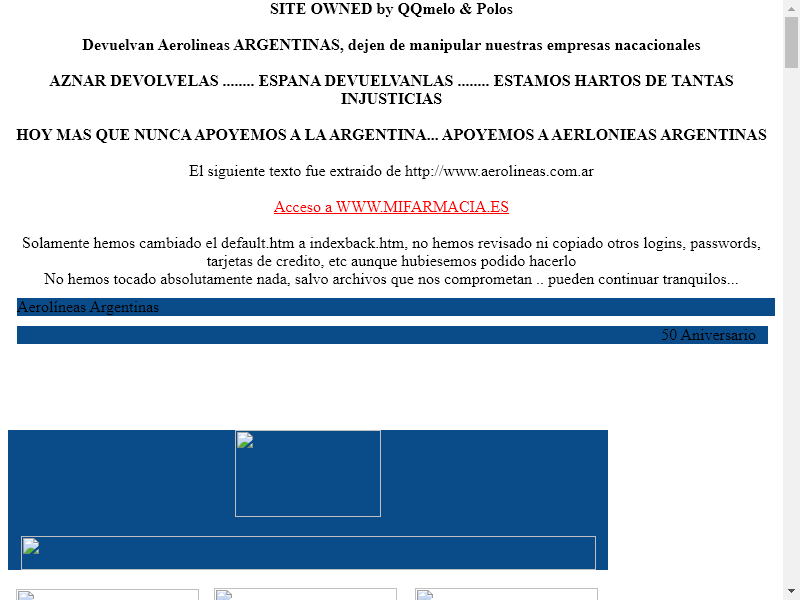 SITE OWNED by QQmelo & Polos
Devuelvan Aerolineas ARGENTINAS, dejen de manipular nuestras empresas nacacionales
AZNAR DEVOLVELAS ........ ESPANA DEVUELVANLAS ........ ESTAMOS HARTOS DE TANTAS
INJUSTICIAS
HOY MAS QUE NUNCA APOYEMOS A LA ARGENTINA... APOYEMOS A AERLONIEAS ARGENTINAS
El siguiente texto fue extraido de http://www.aerolineas.com.ar
Acceso a WWW.MIFARMACIA.ES
Solamente hemos cambiado el default.htm a indexback.htm, no hemos revisado ni copiado otros logins, passwords,
tarjetas de credito, etc aunque hubiesemos podido hacerlo
No hemos tocado absolutamente nada, salvo archivos que nos comprometan .. pueden continuar tranquilos...
Aerolíneas Argentinas
50 Aniversario